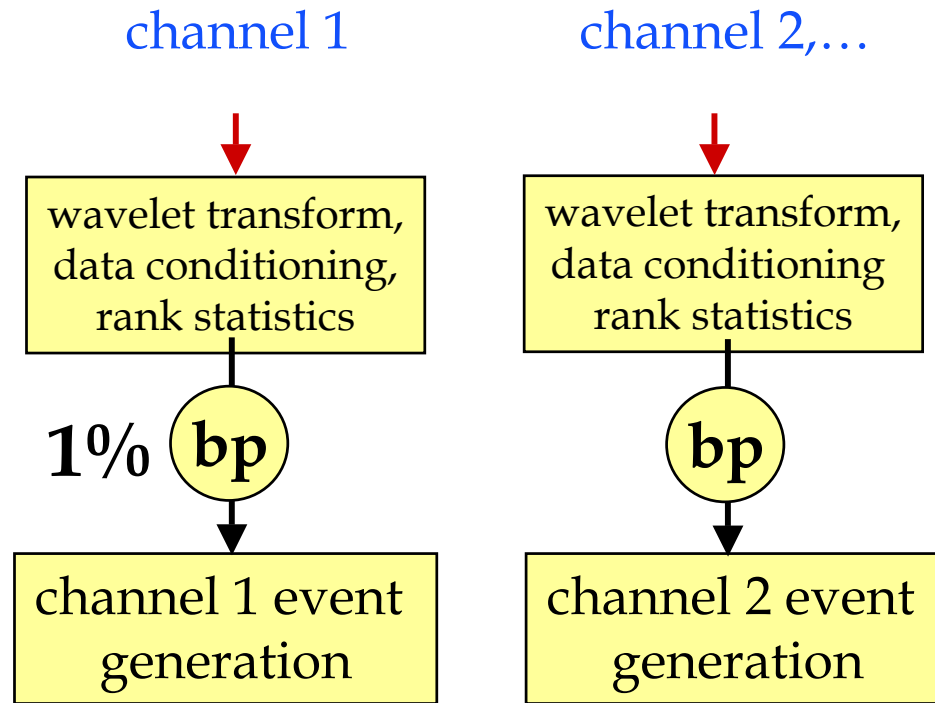 channel 1
wavelet transform,
data conditioning,
rank statistics
1% bp
channel 1 event
generation
channel 2,...
wavelet transform,
data conditioning
rank statistics
bp
channel 2 event
generation